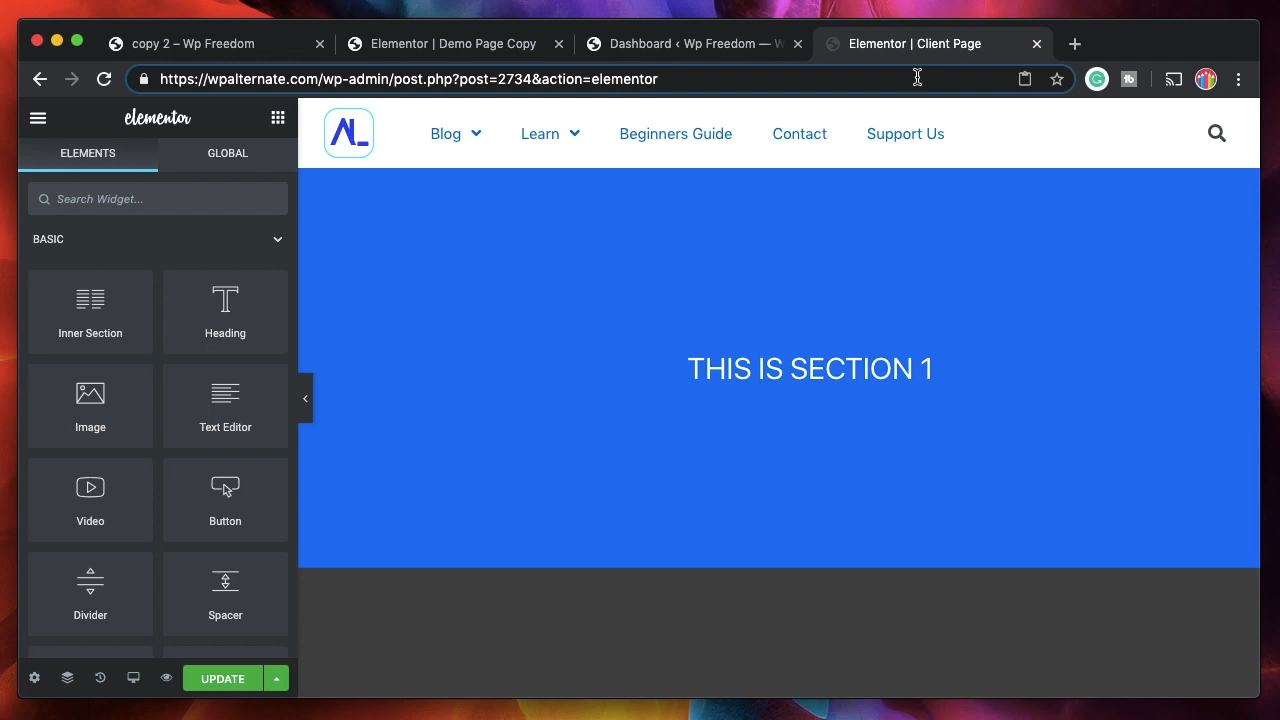 copy 2 – Wp Freedom
Elementor | Demo Page Copy
Dashboard ‹ Wp Freedom — W
Elementor | Client Page
https://wpalternate.com/wp-admin/post.php?post=2734&action=elementor
elementor
ELEMENTS
GLOBAL
Search Widget...
BASIC
Inner Section
Heading
Image
Text Editor
Video
Button
Divider
Spacer
UPDATE
AL_
Blog
Learn
Beginners Guide
Contact
Support Us
THIS IS SECTION 1